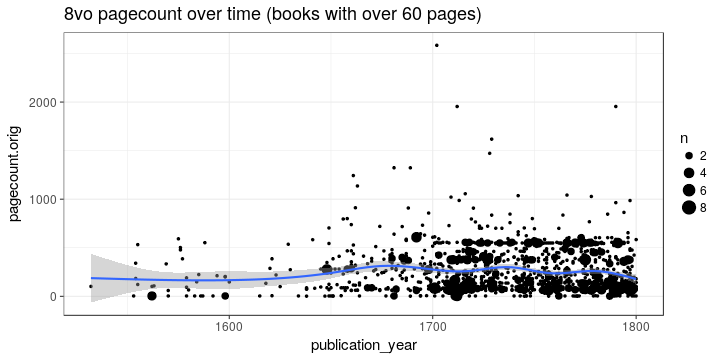 8vo pagecount over time (books with over 60 pages)
pagecount.orig
2000
1000
0
1600
1700
1800
publication_year
n
2
4
6
8